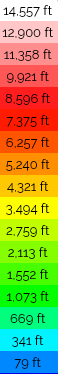 14,557 ft
12,900 ft
11,358 ft
9,921 ft
8,596 ft
7,375 ft
6,257 ft
5,240 ft
4,321 ft
3,494 ft
2,759 ft
2,113 ft
1,552 ft
1,073 ft
669 ft
341 ft
79 ft